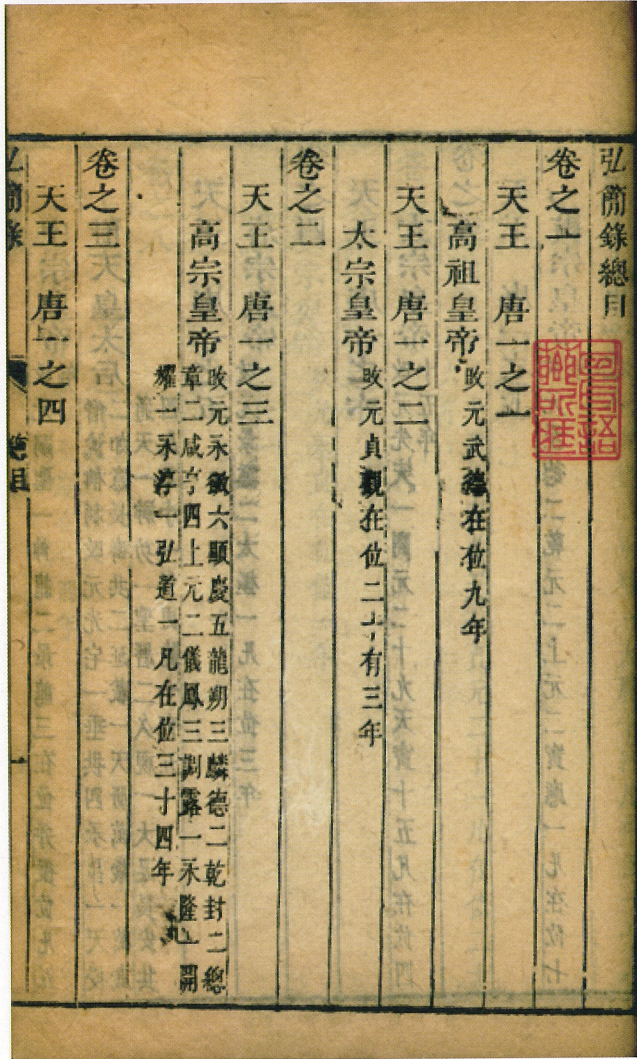 弘簡錄總目
卷之一
天王 唐一之一
高祖皇帝 攺元武德在位九年
天王 唐一之二
太宗皇帝 攺元貞觀在位二十有三年
卷之二
天王 唐一之三
高宗皇帝 攺元永徽六顯慶五龍朔三麟德二乾封二總
章二咸亨四上元二儀鳳三調露一永隆一開
耀一永淳一弘道一凡在位三十四年
卷之三
天王 唐一之四
弘簡錄 總目 一